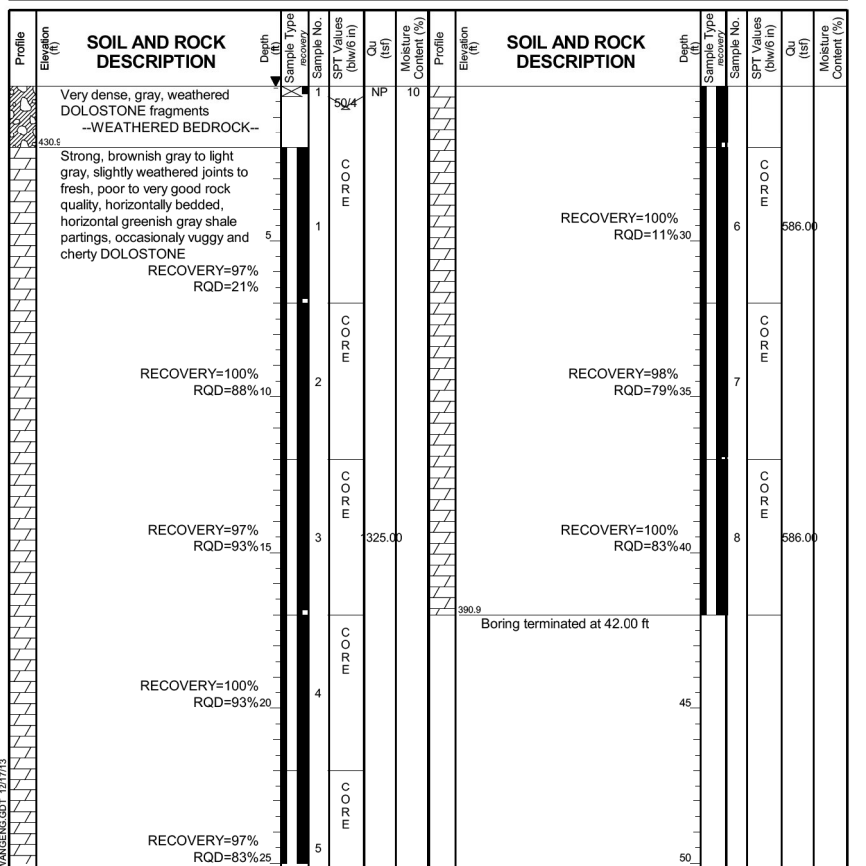 Profile
Elevation (ft)
SOIL AND ROCK
DESCRIPTION
Depth (ft)
Sample Type
recovery
Sample No.
SPT Values
(blw/6 in)
Qu
(tsf)
Moisture
Content (%)
Very dense, gray, weathered
DOLOSTONE fragments
--WEATHERED BEDROCK--
1
50/4
NP
10
430.9
Strong, brownish gray to light
gray, slightly weathered joints to
fresh, poor to very good rock
quality, horizontally bedded,
horizontal greenish gray shale
partings, occasionaly vuggy and
cherty DOLOSTONE
RECOVERY=97%
RQD=21%
5
1
CORE
RECOVERY=100%
RQD=88%
10
2
CORE
RECOVERY=97%
RQD=93%
15
3
CORE
1325.00
RECOVERY=100%
RQD=93%
20
4
CORE
RECOVERY=97%
RQD=83%
25
5
CORE
WANGENG.GDT 12/17/13
Profile
Elevation
(ft)
SOIL AND ROCK
DESCRIPTION
Depth
(ft)
Sample Type
recovery
Sample No.
SPT Values
(blw/6 in)
Qu
(tsf)
Moisture
Content (%)
RECOVERY=100%
RQD=11%
30
6
CORE
586.00
RECOVERY=98%
RQD=79%
35
7
CORE
RECOVERY=100%
RQD=83%
40
8
CORE
586.00
390.9
Boring terminated at 42.00 ft
45
50